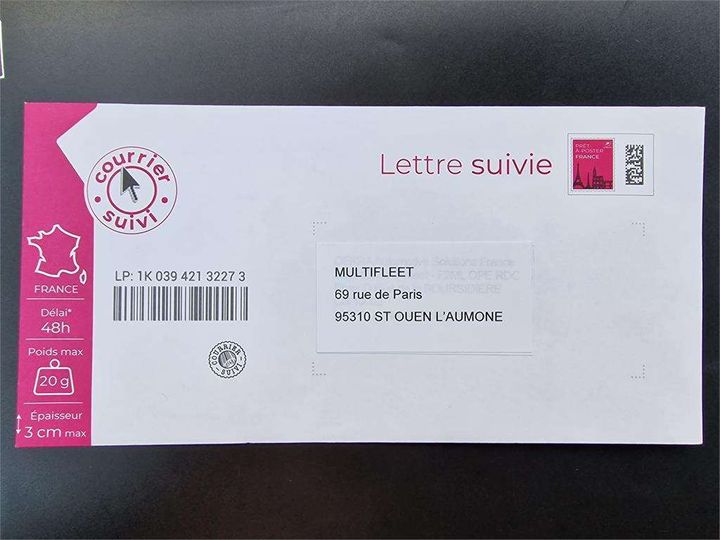 courrier
suivi
Lettre suivie
PRÊT-
À POSTER
FRANCE
FRANCE
Délai*
48h
Poids max
20 g
Épaisseur
3 cm max
LP: 1K 039 421 3227 3
COURRIER
SUIVI
MULTIFLEET
69 rue de Paris
95310 ST OUEN L'AUMONE